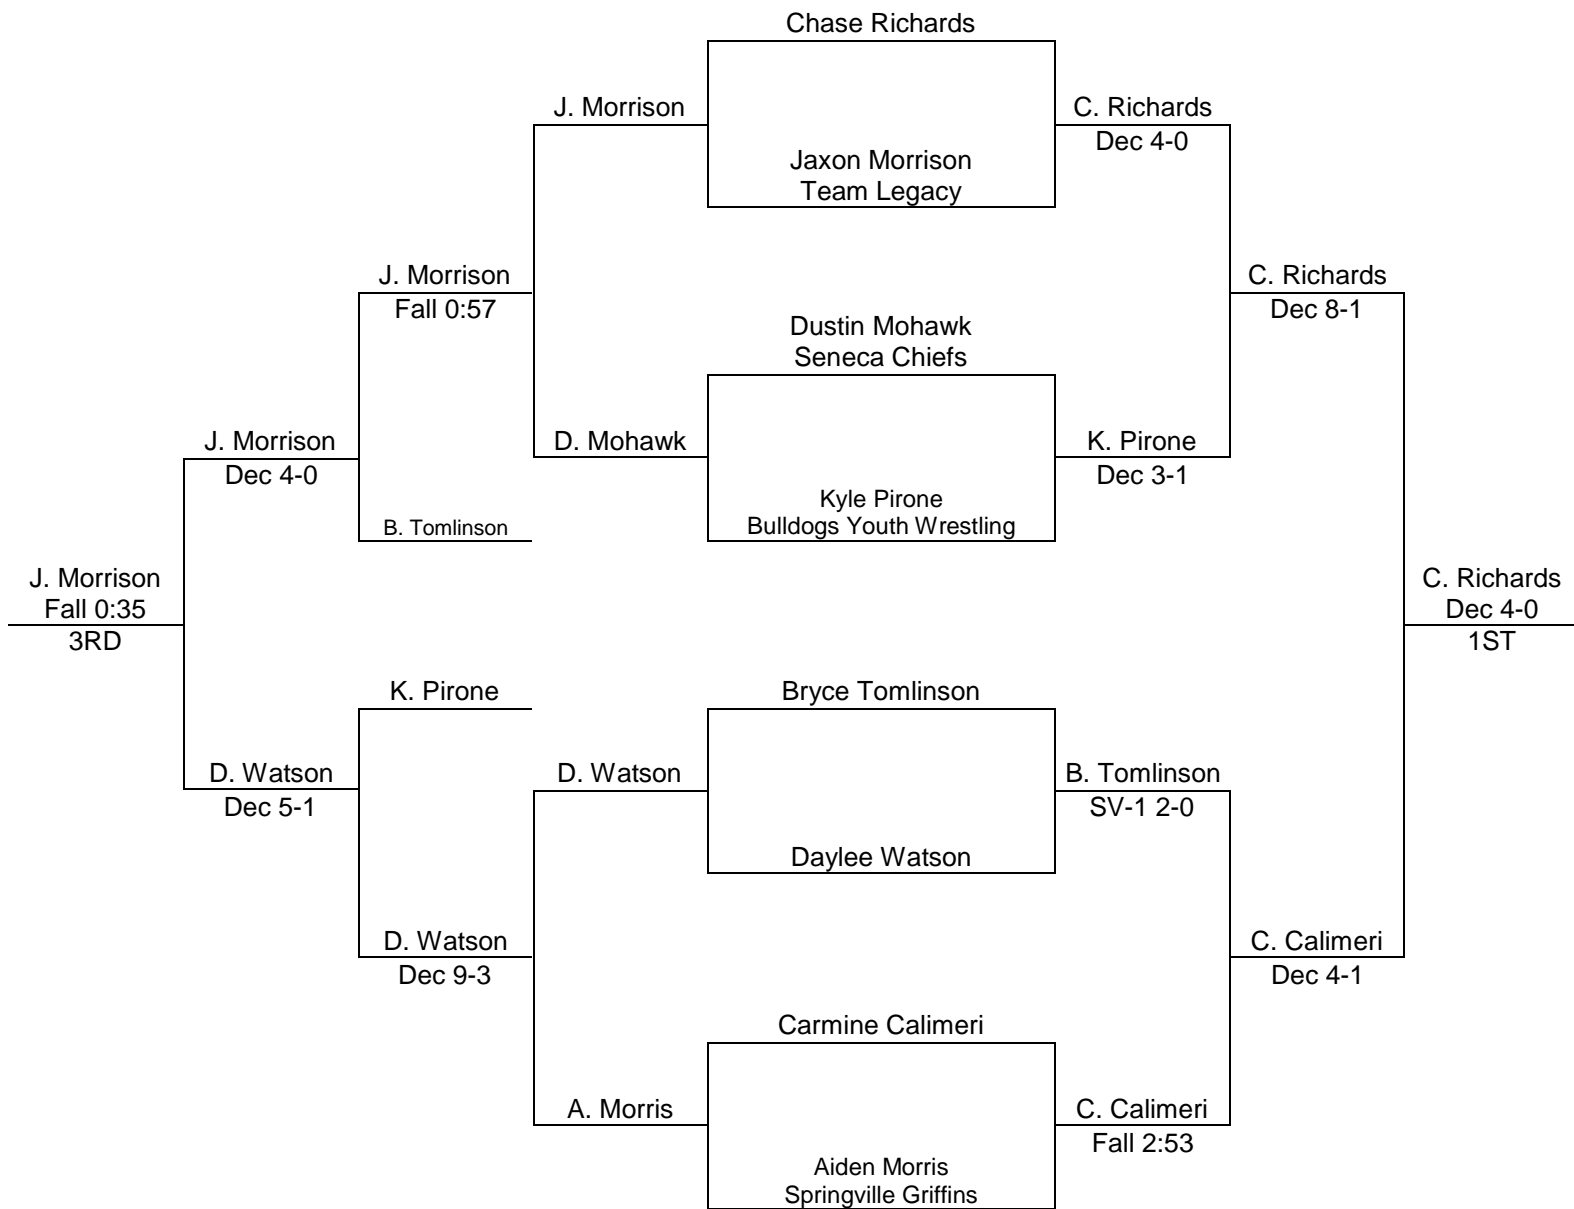 Chase Richards
J. Morrison
C. Richards
Dec 4-0
Jaxon Morrison
Team Legacy
J. Morrison
Fall 0:57
C. Richards
Dec 8-1
Dustin Mohawk
Seneca Chiefs
J. Morrison
Dec 4-0
D. Mohawk
K. Pirone
Dec 3-1
Kyle Pirone
Bulldogs Youth Wrestling
B. Tomlinson
J. Morrison
Fall 0:35
3RD
C. Richards
Dec 4-0
1ST
K. Pirone
Bryce Tomlinson
D. Watson
Dec 5-1
D. Watson
B. Tomlinson
SV-1 2-0
Daylee Watson
D. Watson
Dec 9-3
C. Calimeri
Dec 4-1
Carmine Calimeri
A. Morris
C. Calimeri
Fall 2:53
Aiden Morris
Springville Griffins